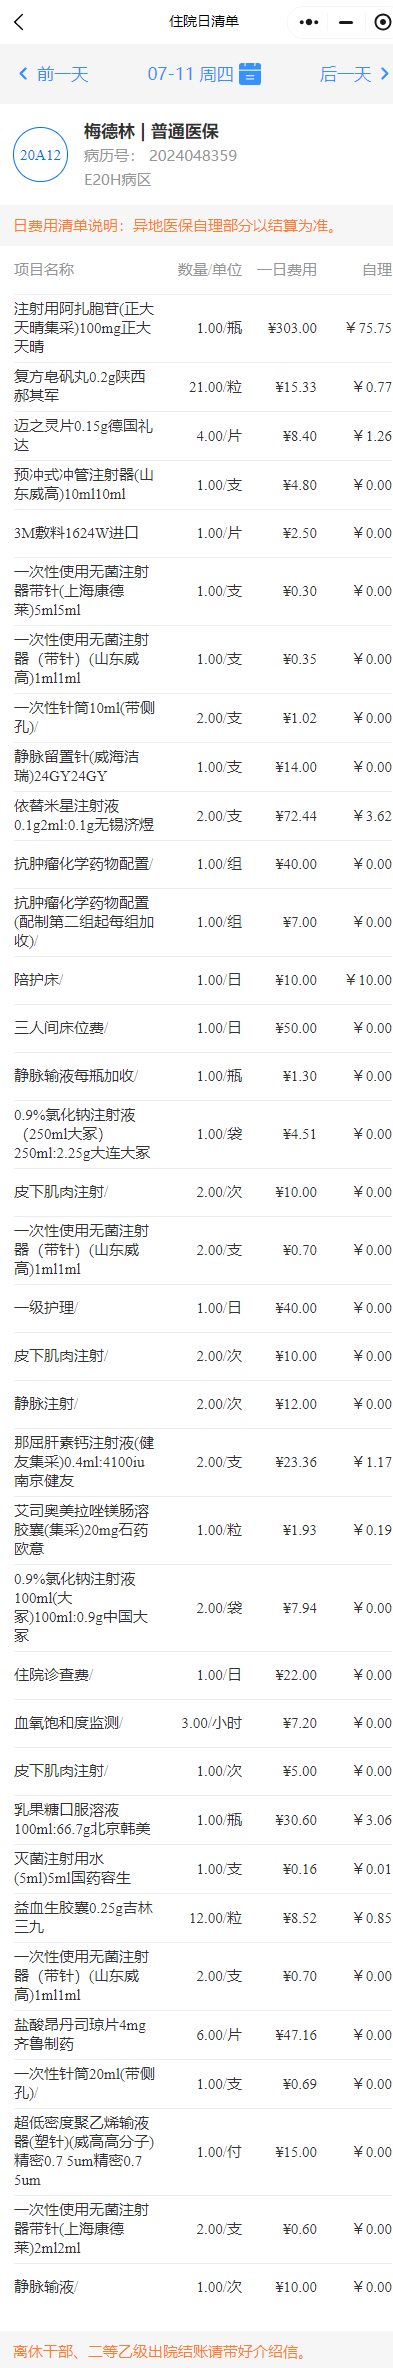 住院日清单
前一天 07-11 周四 后一天
20A12
梅德林 | 普通医保
病历号： 2024048359
E20H病区
日费用清单说明：异地医保自理部分以结算为准。
项目名称 数量/单位 一日费用 自理
注射用阿扎胞苷(正大
天晴集采)100mg正大
天晴 1.00/瓶 ¥303.00 ￥75.75
复方皂矾丸0.2g陕西
郝其军 21.00/粒 ¥15.33 ￥0.77
迈之灵片0.15g德国礼
达 4.00/片 ¥8.40 ￥1.26
预冲式冲管注射器(山
东威高)10ml10ml 1.00/支 ¥4.80 ￥0.00
3M敷料1624W进口 1.00/片 ¥2.50 ￥0.00
一次性使用无菌注射
器带针(上海康德
莱)5ml5ml 1.00/支 ¥0.30 ￥0.00
一次性使用无菌注射
器（带针）(山东威
高)1ml1ml 1.00/支 ¥0.35 ￥0.00
一次性针筒10ml(带侧
孔)/ 2.00/支 ¥1.02 ￥0.00
静脉留置针(威海洁
瑞)24GY24GY 1.00/支 ¥14.00 ￥0.00
依替米星注射液
0.1g2ml:0.1g无锡济煜 2.00/支 ¥72.44 ￥3.62
抗肿瘤化学药物配置/ 1.00/组 ¥40.00 ￥0.00
抗肿瘤化学药物配置
(配制第二组起每组加
收)/ 1.00/组 ¥7.00 ￥0.00
陪护床/ 1.00/日 ¥10.00 ￥10.00
三人间床位费/ 1.00/日 ¥50.00 ￥0.00
静脉输液每瓶加收/ 1.00/瓶 ¥1.30 ￥0.00
0.9%氯化钠注射液
（250ml大冢）
250ml:2.25g大连大冢 1.00/袋 ¥4.51 ￥0.00
皮下肌肉注射/ 2.00/次 ¥10.00 ￥0.00
一次性使用无菌注射
器（带针）(山东威
高)1ml1ml 2.00/支 ¥0.70 ￥0.00
一级护理/ 1.00/日 ¥40.00 ￥0.00
皮下肌肉注射/ 2.00/次 ¥10.00 ￥0.00
静脉注射/ 2.00/次 ¥12.00 ￥0.00
那屈肝素钙注射液(健
友集采)0.4ml:4100iu
南京健友 2.00/支 ¥23.36 ￥1.17
艾司奥美拉唑镁肠溶
胶囊(集采)20mg石药
欧意 1.00/粒 ¥1.93 ￥0.19
0.9%氯化钠注射液
100ml(大
冢)100ml:0.9g中国大
冢 2.00/袋 ¥7.94 ￥0.00
住院诊查费/ 1.00/日 ¥22.00 ￥0.00
血氧饱和度监测/ 3.00/小时 ¥7.20 ￥0.00
皮下肌肉注射/ 1.00/次 ¥5.00 ￥0.00
乳果糖口服溶液
100ml:66.7g北京韩美 1.00/瓶 ¥30.60 ￥3.06
灭菌注射用水
(5ml)5ml国药容生 1.00/支 ¥0.16 ￥0.01
益血生胶囊0.25g吉林
三九 12.00/粒 ¥8.52 ￥0.85
一次性使用无菌注射
器（带针）(山东威
高)1ml1ml 2.00/支 ¥0.70 ￥0.00
盐酸昂丹司琼片4mg
齐鲁制药 6.00/片 ¥47.16 ￥0.00
一次性针筒20ml(带侧
孔)/ 1.00/支 ¥0.69 ￥0.00
超低密度聚乙烯输液
器(塑针)(威高高分子)
精密0.7 5um精密0.7
5um 1.00/付 ¥15.00 ￥0.00
一次性使用无菌注射
器带针(上海康德
莱)2ml2ml 2.00/支 ¥0.60 ￥0.00
静脉输液/ 1.00/次 ¥10.00 ￥0.00
离休干部、二等乙级出院结账请带好介绍信。